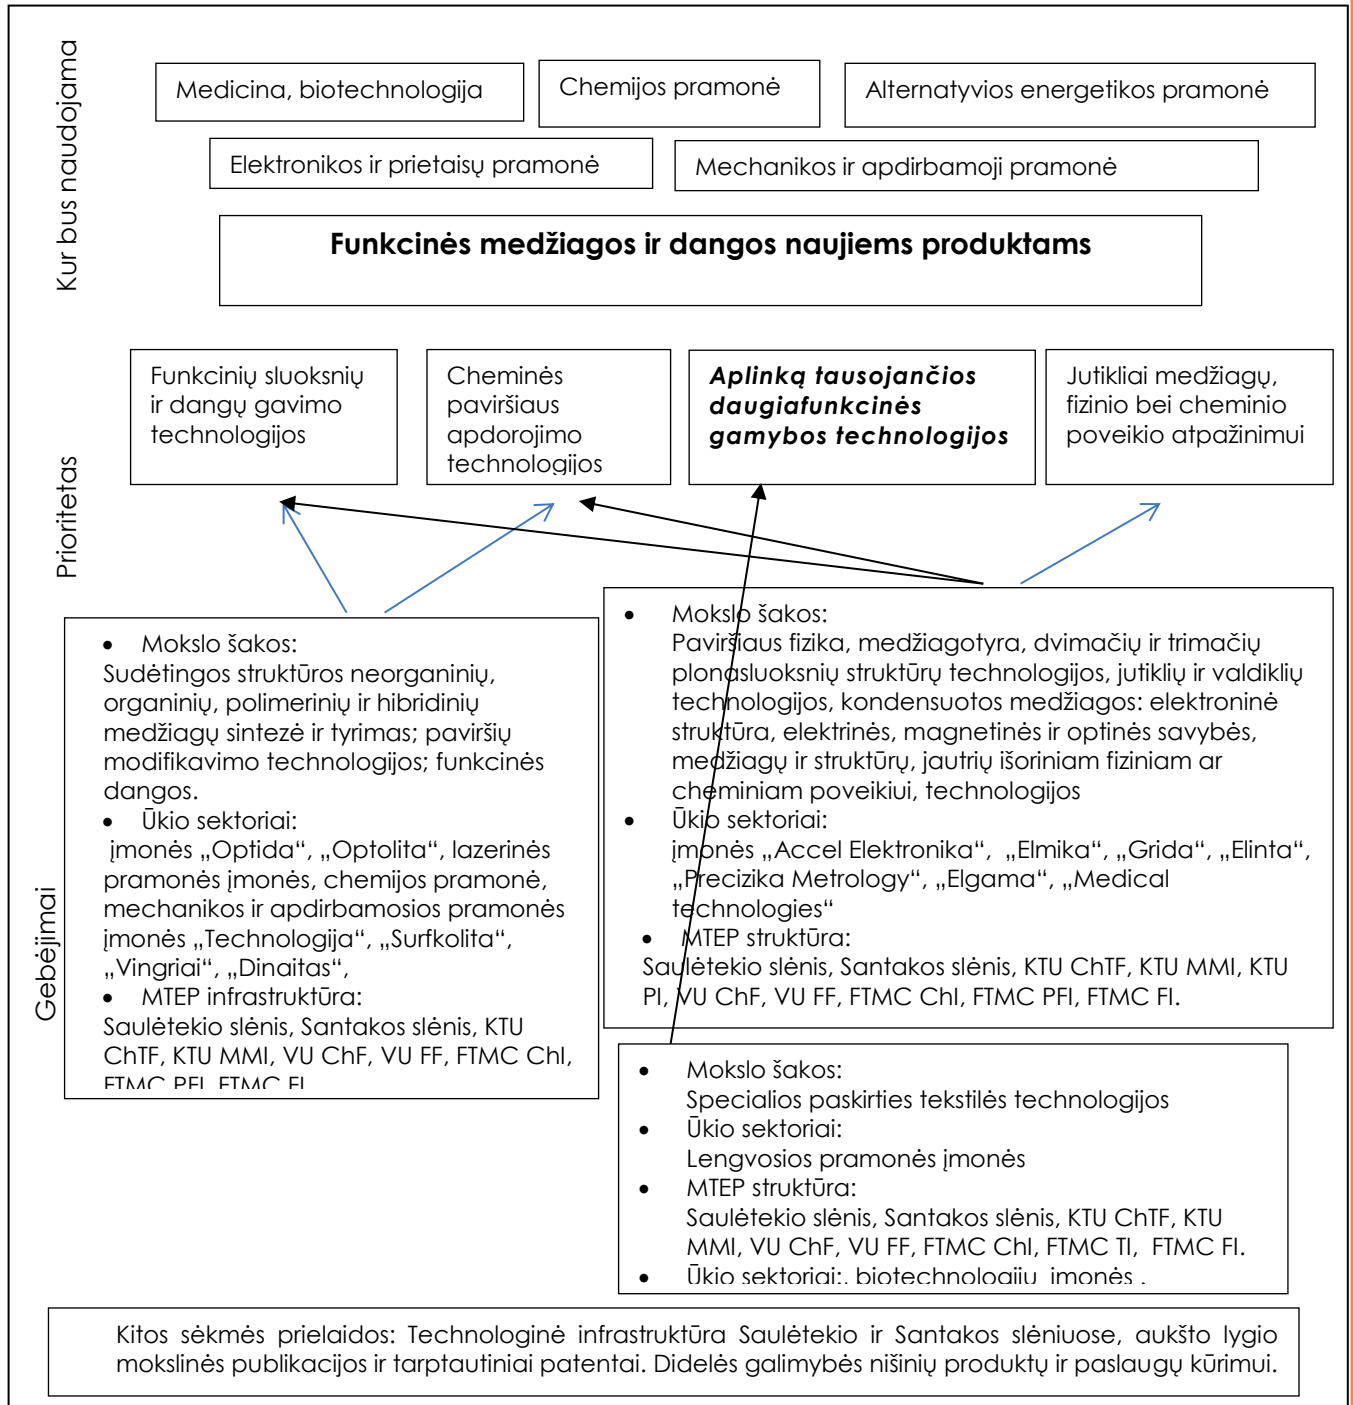 Kur bus naudojama
Medicina, biotechnologija
Chemijos pramonė
Alternatyvios energetikos pramonė
Elektronikos ir prietaisų pramonė
Mechanikos ir apdirbamoji pramonė
Funkcinės medžiagos ir dangos naujiems produktams
Prioritetas
Funkcinių sluoksnių
ir dangų gavimo
technologijos
Cheminės
paviršiaus
apdorojimo
technologijos
Aplinką tausojančios
daugiafunkcinės
gamybos technologijos
Jutikliai medžiagų,
fizinio bei cheminio
poveikio atpažinimui
Gebėjimai
• Mokslo šakos:
Sudėtingos struktūros neorganinių,
organinių, polimerinių ir hibridinių
medžiagų sintezė ir tyrimas; paviršių
modifikavimo technologijos; funkcinės
dangos.
• Ūkio sektoriai:
įmonės „Optida“, „Optolita“, lazerinės
pramonės įmonės, chemijos pramonė,
mechanikos ir apdirbamosios pramonės
įmonės „Technologija“, „Surfkolita“,
„Vingriai“, „Dinaitas“,
• MTEP infrastruktūra:
Saulėtekio slėnis, Santakos slėnis, KTU
ChTF, KTU MMI, VU ChF, VU FF, FTMC ChI,
FTMC PFI, FTMC FI
• Mokslo šakos:
Paviršiaus fizika, medžiagotyra, dvimačių ir trimačių
plonasluoksnių struktūrų technologijos, jutiklių ir valdiklių
technologijos, kondensuotos medžiagos: elektroninė
struktūra, elektrinės, magnetinės ir optinės savybės,
medžiagų ir struktūrų, jautrių išoriniam fiziniam ar
cheminiam poveikiui, technologijos
• Ūkio sektoriai:
įmonės „Accel Elektronika“, „Elmika“, „Grida“, „Elinta“,
„Precizika Metrology“, „Elgama“, „Medical
technologies“
• MTEP struktūra:
Saulėtekio slėnis, Santakos slėnis, KTU ChTF, KTU MMI, KTU
PI, VU ChF, VU FF, FTMC ChI, FTMC PFI, FTMC FI.
• Mokslo šakos:
Specialios paskirties tekstilės technologijos
• Ūkio sektoriai:
Lengvosios pramonės įmonės
• MTEP struktūra:
Saulėtekio slėnis, Santakos slėnis, KTU ChTF, KTU
MMI, VU ChF, VU FF, FTMC ChI, FTMC TI, FTMC FI.
• Ūkio sektoriai:, biotechnologijų įmonės .
Kitos sėkmės prielaidos: Technologinė infrastruktūra Saulėtekio ir Santakos slėniuose, aukšto lygio
mokslinės publikacijos ir tarptautiniai patentai. Didelės galimybės nišinių produktų ir paslaugų kūrimui.